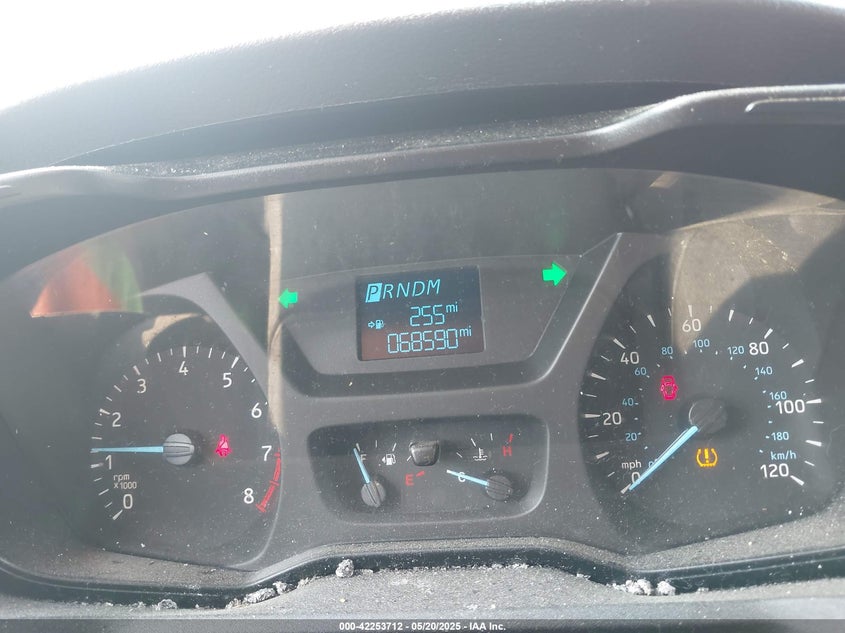 PRNDM
255 mi
068590 mi
0 1 2 3 4 5 6 7 8
rpm
x1000
F E
C H
0 20 40 60 80 100 120
mph
0 20 40 60 80 100 120 140 160 180
km/h
000-42253712 - 05/20/2025 - IAA Inc.